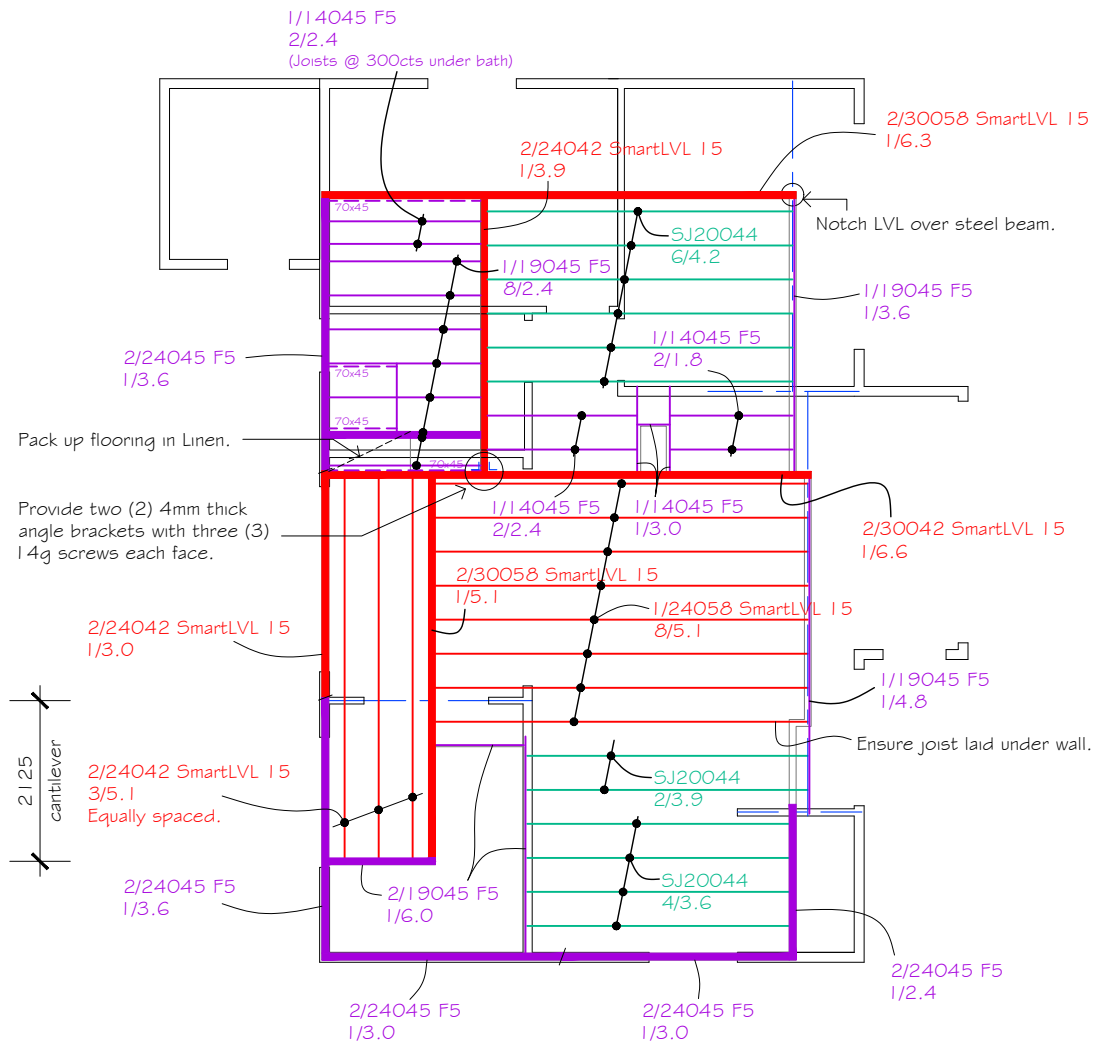 1/14045 F5
2/2.4
(Joists @ 300cts under bath)
2/30058 SmartLVL 15
1/6.3
2/24042 SmartLVL 15
1/3.9
70x45
Notch LVL over steel beam.
SJ20044
6/4.2
1/19045 F5
8/2.4
1/19045 F5
1/3.6
1/14045 F5
2/1.8
2/24045 F5
1/3.6
70x45
70x45
Pack up flooring in Linen.
70x45
Provide two (2) 4mm thick
angle brackets with three (3)
14g screws each face.
1/14045 F5
2/2.4
1/14045 F5
1/3.0
2/30042 SmartLVL 15
1/6.6
2/30058 SmartLVL 15
1/5.1
1/24058 SmartLVL 15
8/5.1
2/24042 SmartLVL 15
1/3.0
1/19045 F5
1/4.8
Ensure joist laid under wall.
2125
cantilever
2/24042 SmartLVL 15
3/5.1
Equally spaced.
SJ20044
2/3.9
SJ20044
4/3.6
2/24045 F5
1/3.6
2/19045 F5
1/6.0
2/24045 F5
1/2.4
2/24045 F5
1/3.0
2/24045 F5
1/3.0